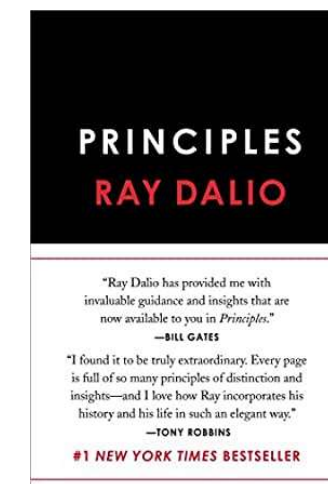 PRINCIPLES
RAY DALIO
“Ray Dalio has provided me with
invaluable guidance and insights that are
now available to you in Principles.”
—BILL GATES
“I found it to be truly extraordinary. Every page
is full of so many principles of distinction and
insights—and I love how Ray incorporates his
history and his life in such an elegant way.”
—TONY ROBBINS
#1 NEW YORK TIMES BESTSELLER